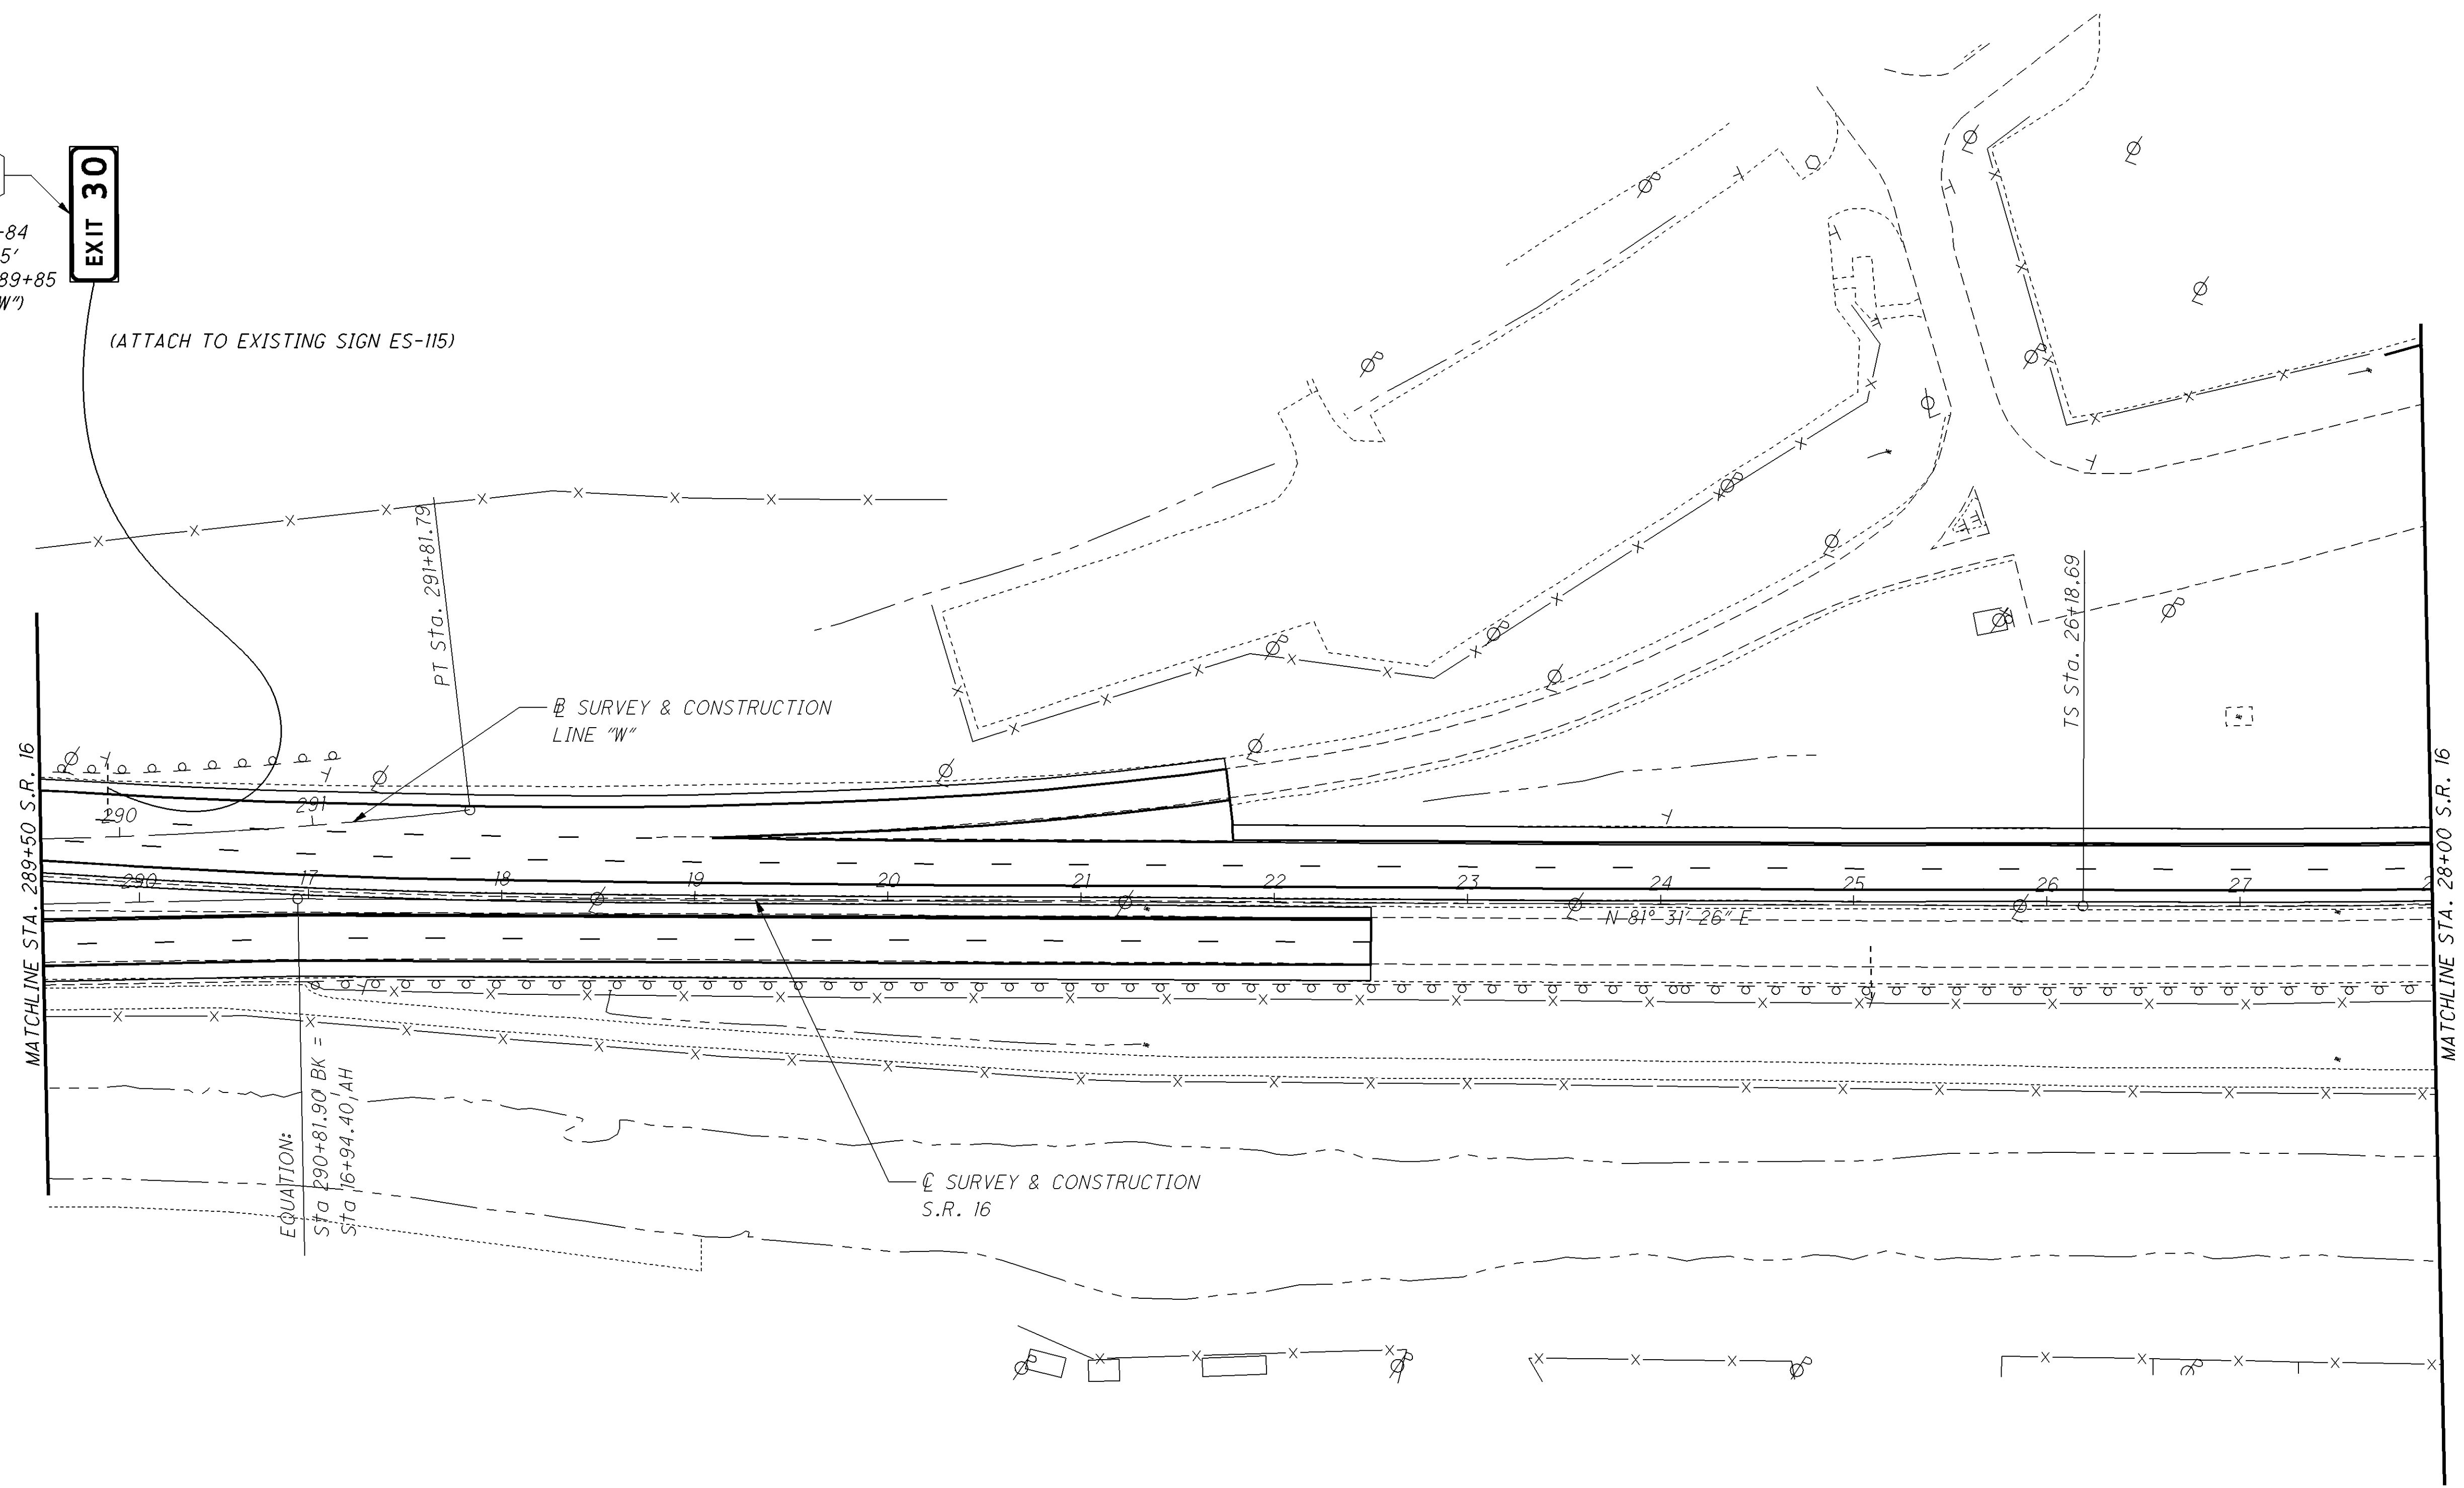 EXIT 30
-84
5'
89+85
W")
(ATTACH TO EXISTING SIGN ES-115)
PT Sta. 291+81.79
TS Sta. 26+18.69
℄ SURVEY & CONSTRUCTION
LINE "W"
MATCHLINE STA. 289+50 S.R. 16
MATCHLINE STA. 28+00 S.R. 16
290
291
290
17
18
19
20
21
22
23
24
25
26
27
2
N 81° 31' 26" E
EQUATION:
Sta 290+81.90 BK =
Sta 16+94.40 AH
℄ SURVEY & CONSTRUCTION
S.R. 16